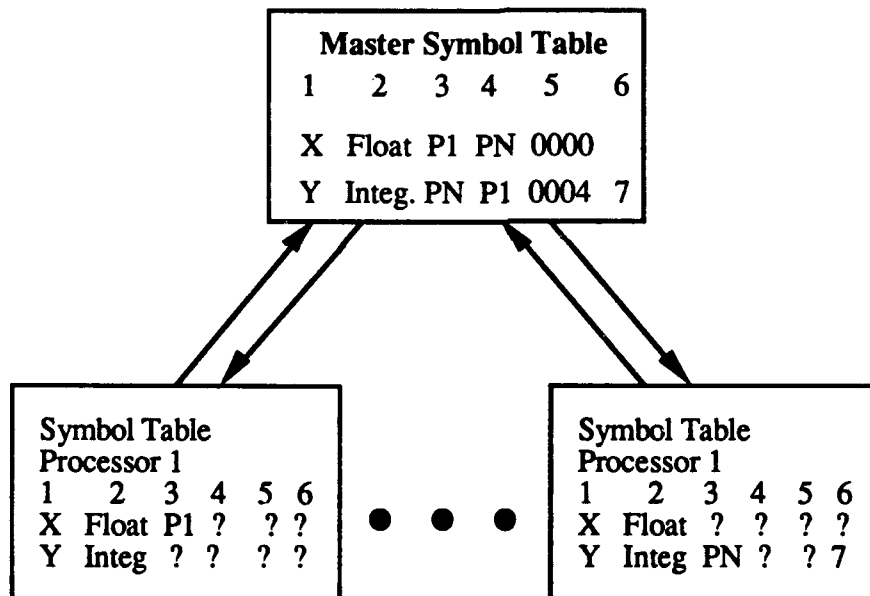 Master Symbol Table
1 2 3 4 5 6
X Float P1 PN 0000
Y Integ. PN P1 0004 7
Symbol Table
Processor 1
1 2 3 4 5 6
X Float P1 ? ? ?
Y Integ ? ? ? ?
Symbol Table
Processor 1
1 2 3 4 5 6
X Float ? ? ? ?
Y Integ PN ? ? 7